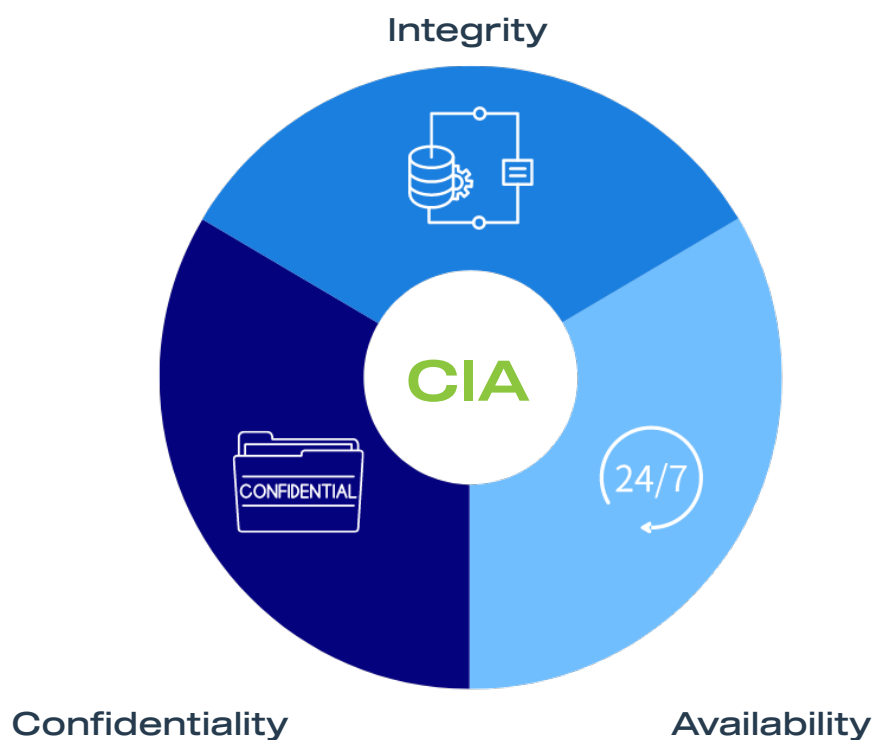 Integrity
CIA
CONFIDENTIAL
24/7
Confidentiality
Availability